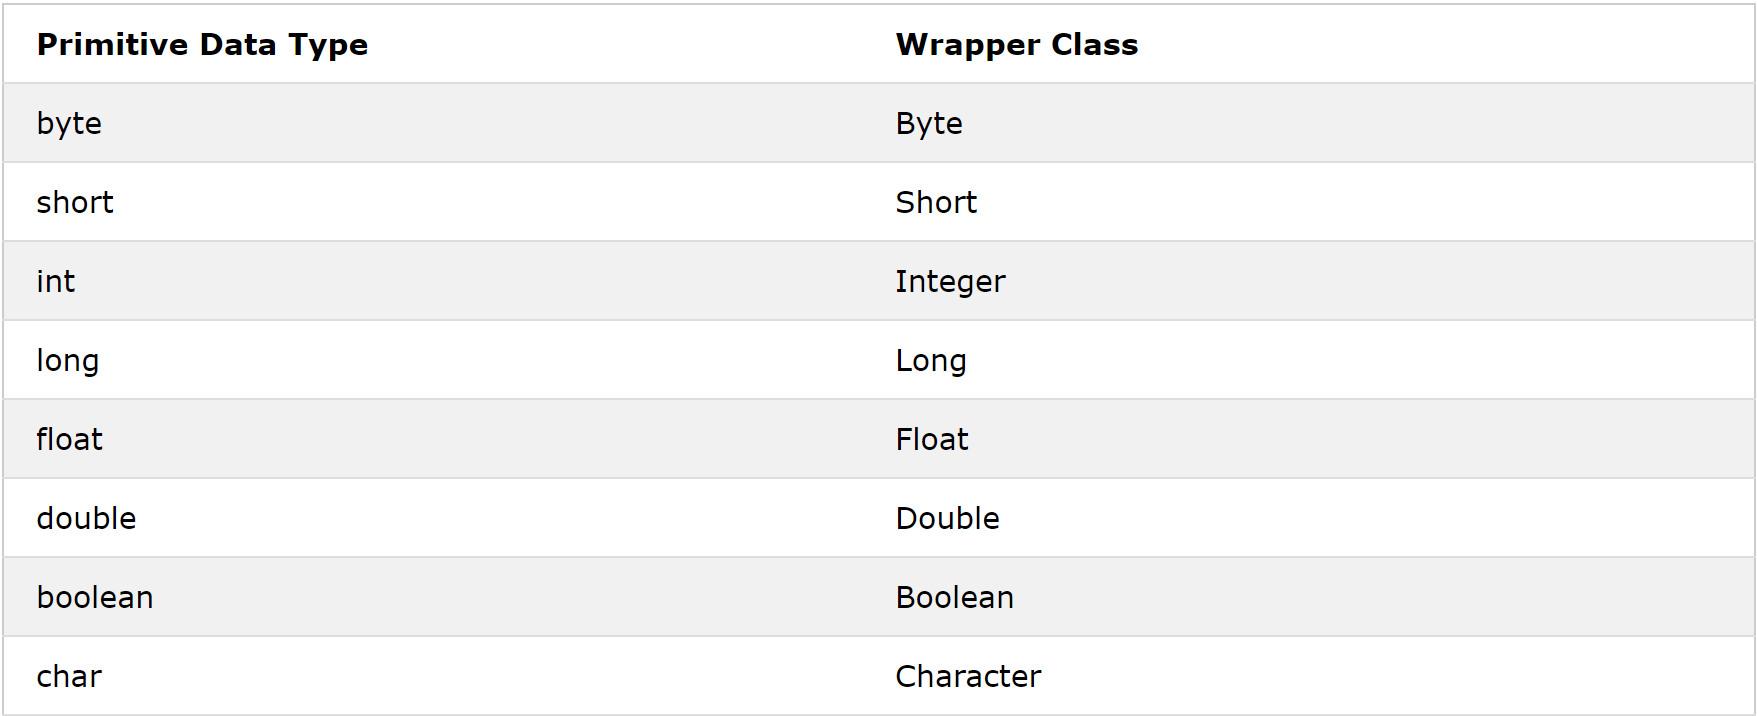 Primitive Data Type Wrapper Class
byte Byte
short Short
int Integer
long Long
float Float
double Double
boolean Boolean
char Character